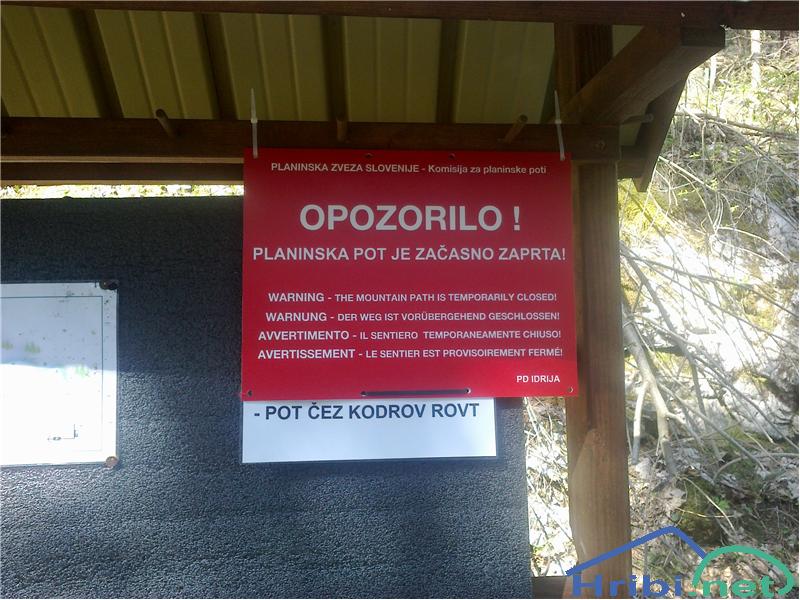 PLANINSKA ZVEZA SLOVENIJE - Komisija za planinske poti
OPOZORILO !
PLANINSKA POT JE ZAČASNO ZAPRTA!
WARNING - THE MOUNTAIN PATH IS TEMPORARILY CLOSED!
WARNUNG - DER WEG IST VORÜBERGEHEND GESCHLOSSEN!
AVVERTIMENTO - IL SENTIERO TEMPORANEAMENTE CHIUSO!
AVERTISSEMENT - LE SENTIER EST PROVISOIREMENT FERMÉ!
PD IDRIJA
- POT ČEZ KODROV ROVT
Hribi.net